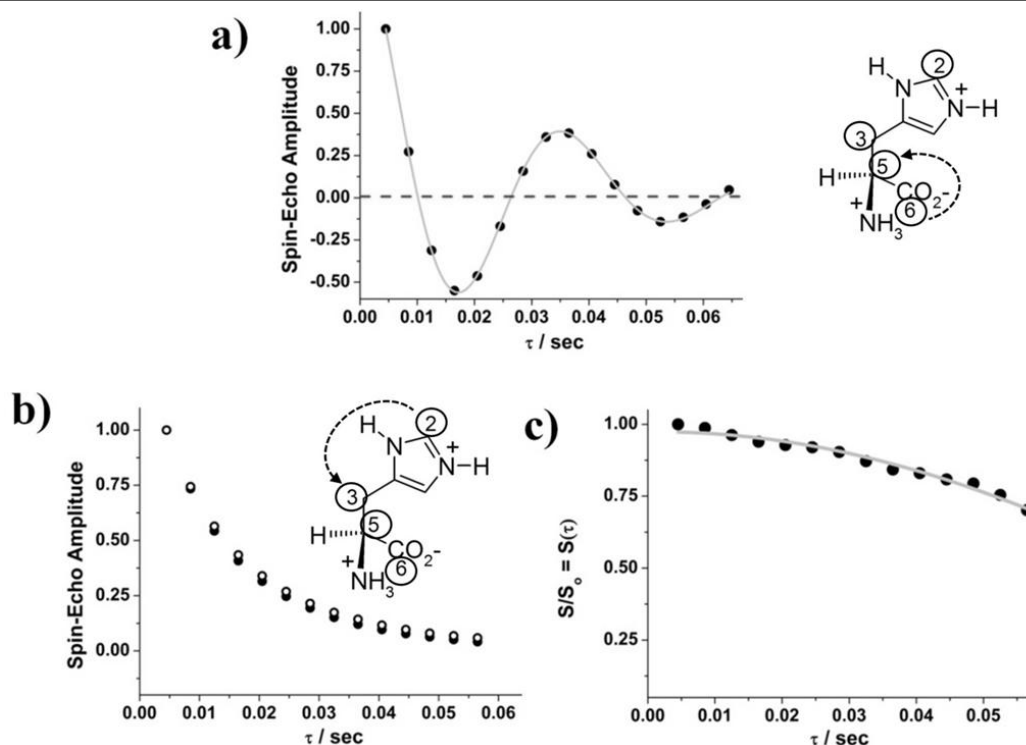 a)
Spin-Echo Amplitude
1.00
0.75
0.50
0.25
0.00
-0.25
-0.50
0.00 0.01 0.02 0.03 0.04 0.05 0.06
τ / sec
2
H
N
+
N-H
3
5
H
CO2-
+
6
NH3
b)
Spin-Echo Amplitude
1.00
0.75
0.50
0.25
0.00
0.00 0.01 0.02 0.03 0.04 0.05 0.06
τ / sec
2
H
N
+
N-H
3
5
H
CO2-
+
6
NH3
c)
S/So = S(τ)
1.00
0.75
0.50
0.25
0.00 0.01 0.02 0.03 0.04 0.05
τ / sec